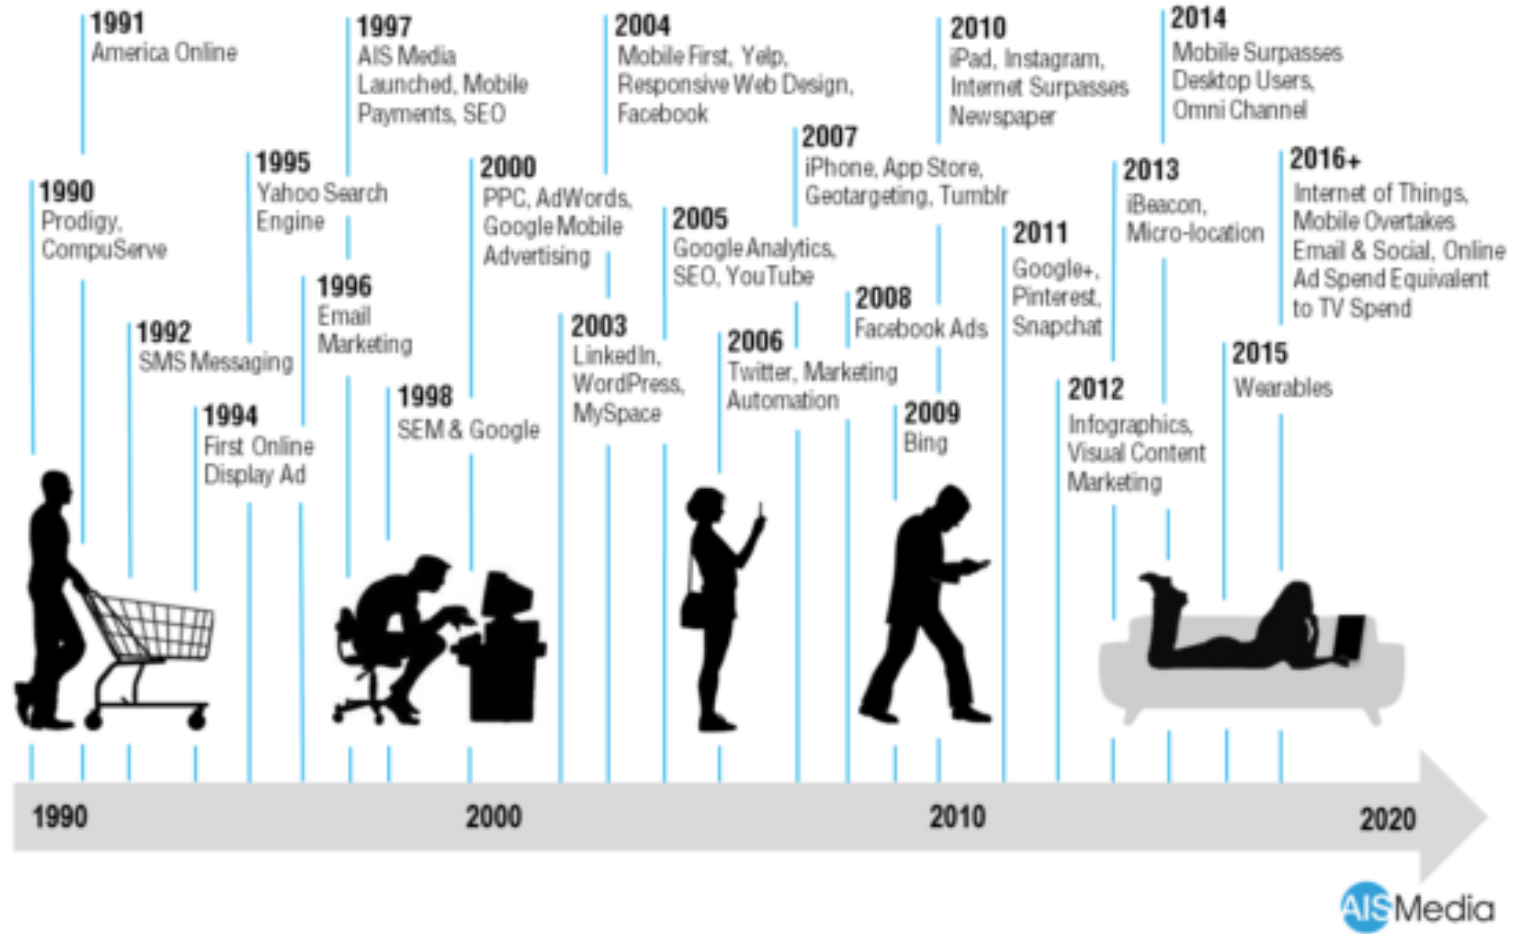 1991
America Online
1997
AIS Media
Launched, Mobile
Payments, SEO
2004
Mobile First, Yelp,
Responsive Web Design,
Facebook
2010
iPad, Instagram,
Internet Surpasses
Newspaper
2014
Mobile Surpasses
Desktop Users,
Omni Channel
1990
Prodigy,
CompuServe
1995
Yahoo Search
Engine
2000
PPC, AdWords,
Google Mobile
Advertising
2007
iPhone, App Store,
Geotargeting, Tumblr
2013
iBeacon,
Micro-location
2016+
Internet of Things,
Mobile Overtakes
Email & Social, Online
Ad Spend Equivalent
to TV Spend
1992
SMS Messaging
1996
Email
Marketing
2005
Google Analytics,
SEO, YouTube
2011
Google+,
Pinterest,
Snapchat
1994
First Online
Display Ad
1998
SEM & Google
2003
LinkedIn,
WordPress,
MySpace
2006
Twitter, Marketing
Automation
2008
Facebook Ads
2009
Bing
2012
Infographics,
Visual Content
Marketing
2015
Wearables
1990 2000 2010 2020
AISMedia